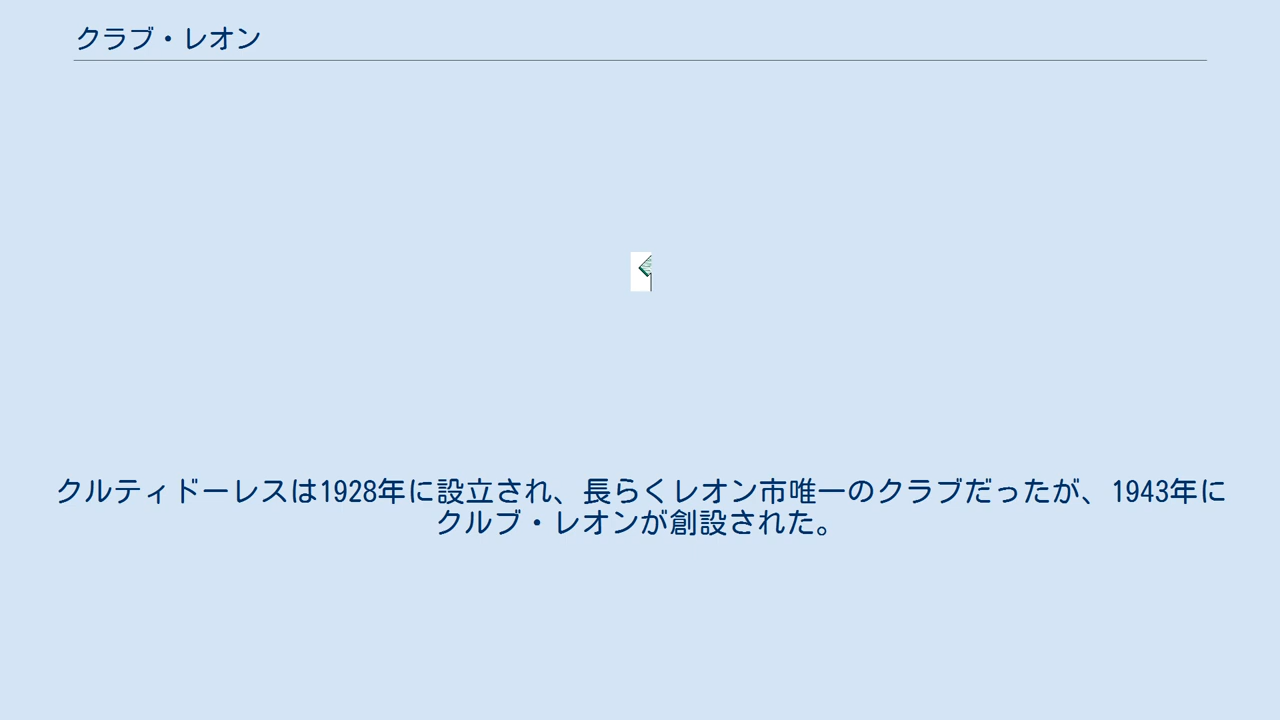 クラブ・レオン
クルティドーレスは1928年に設立され、長らくレオン市唯一のクラブだったが、1943年に
クルブ・レオンが創設された。